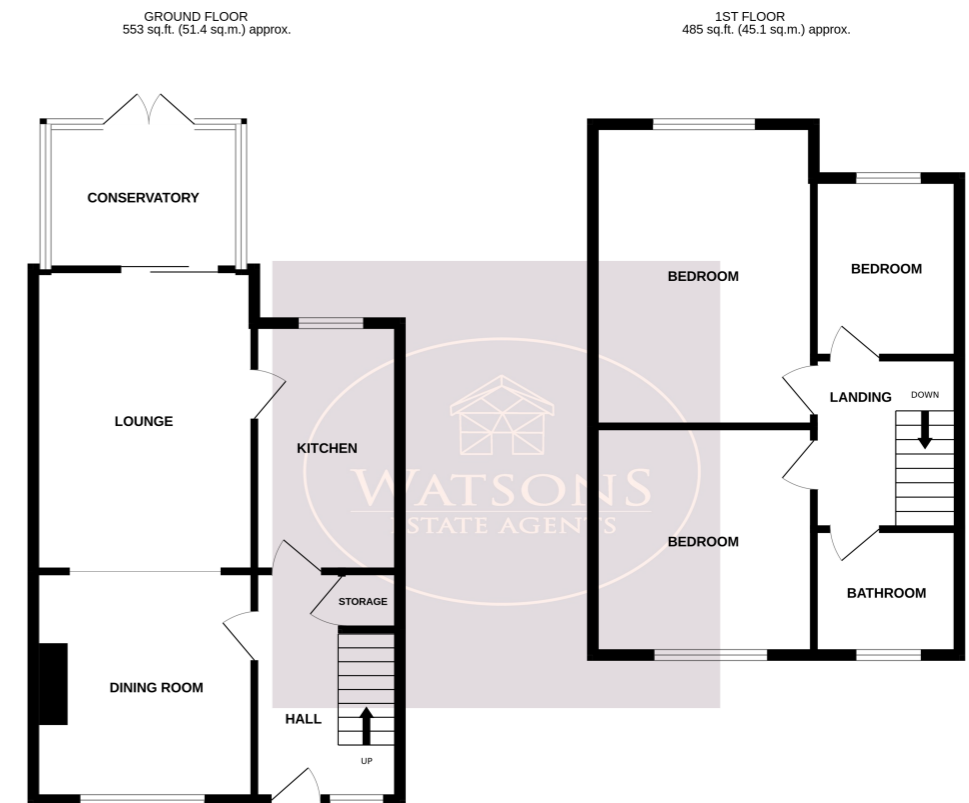 GROUND FLOOR
553 sq.ft. (51.4 sq.m.) approx.
1ST FLOOR
485 sq.ft. (45.1 sq.m.) approx.
CONSERVATORY
LOUNGE
KITCHEN
STORAGE
DINING ROOM
HALL
UP
BEDROOM
BEDROOM
LANDING
DOWN
BEDROOM
BATHROOM
WATSONS
ESTATE AGENTS